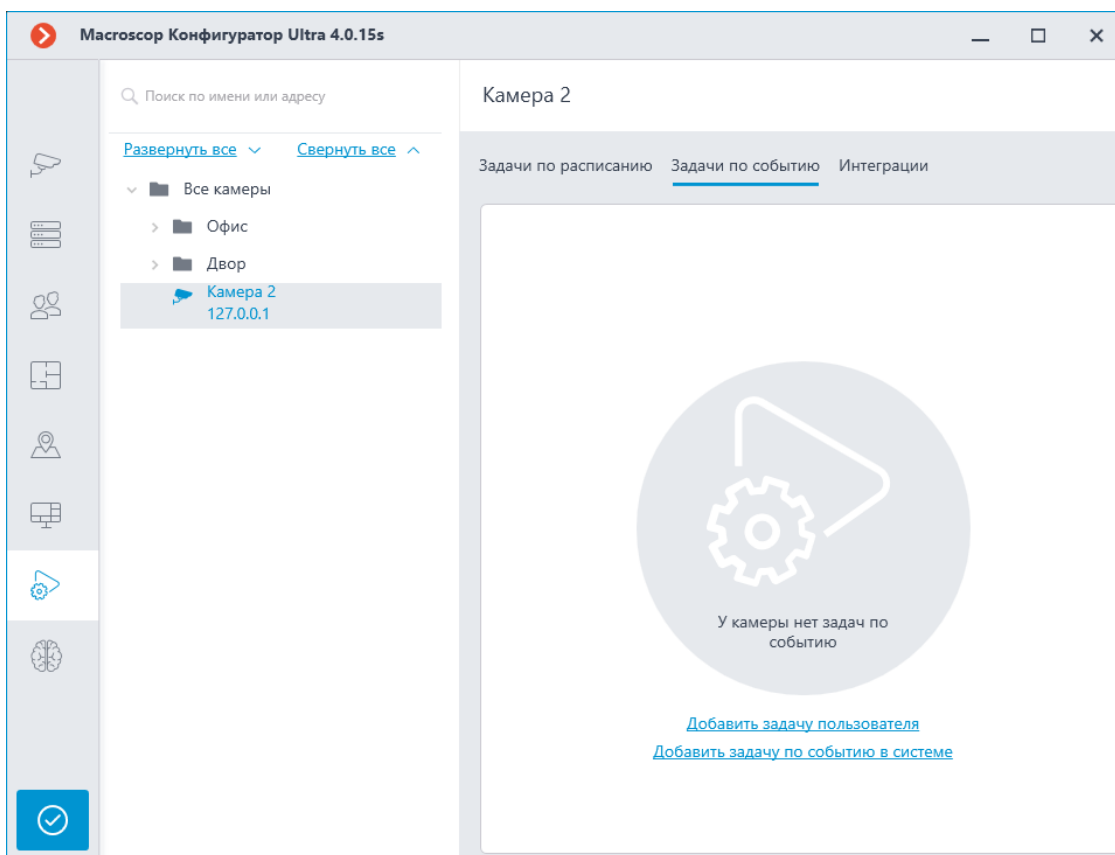 Macroscop Конфигуратор Ultra 4.0.15s
Поиск по имени или адресу
Развернуть все Свернуть все
Все камеры
Офис
Двор
Камера 2
127.0.0.1
Камера 2
Задачи по расписанию Задачи по событию Интеграции
У камеры нет задач по
событию
Добавить задачу пользователя
Добавить задачу по событию в системе